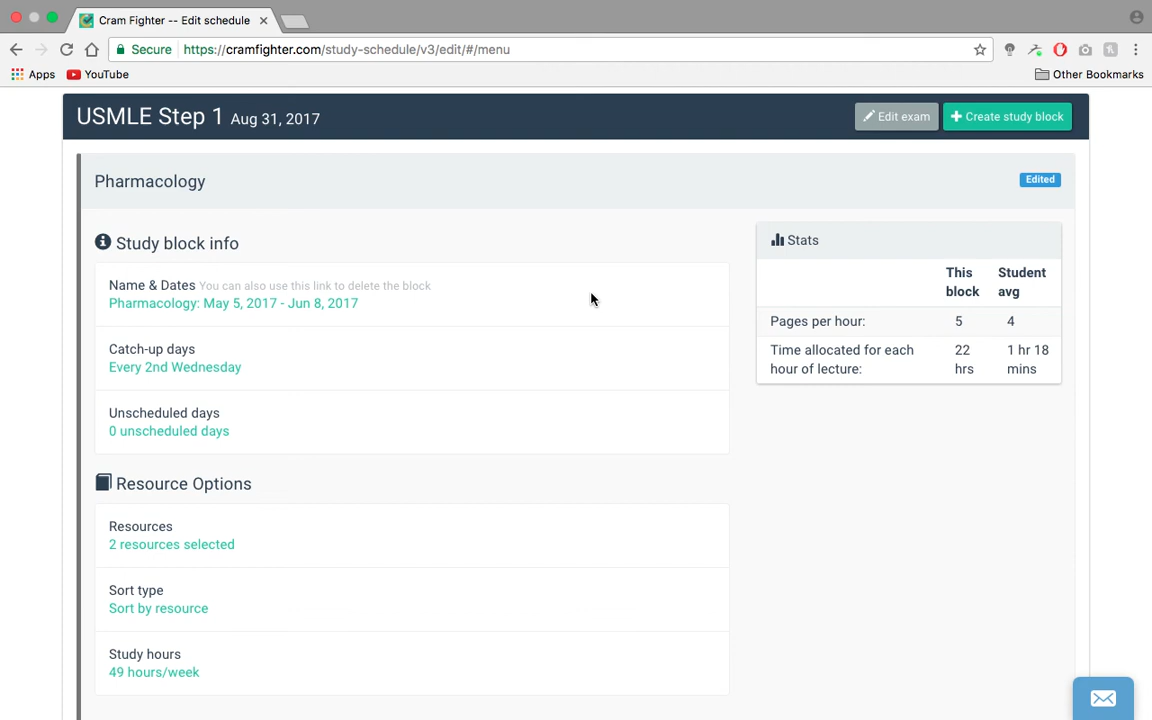 Cram Fighter -- Edit schedule
Secure https://cramfighter.com/study-schedule/v3/edit/#/menu
Apps YouTube Other Bookmarks
USMLE Step 1 Aug 31, 2017 Edit exam Create study block
Pharmacology Edited
Study block info
Name & Dates You can also use this link to delete the block
Pharmacology: May 5, 2017 - Jun 8, 2017
Catch-up days
Every 2nd Wednesday
Unscheduled days
0 unscheduled days
Resource Options
Resources
2 resources selected
Sort type
Sort by resource
Study hours
49 hours/week
Stats
This block
Student avg
Pages per hour: 5 4
Time allocated for each 22 1 hr 18
hour of lecture: hrs mins